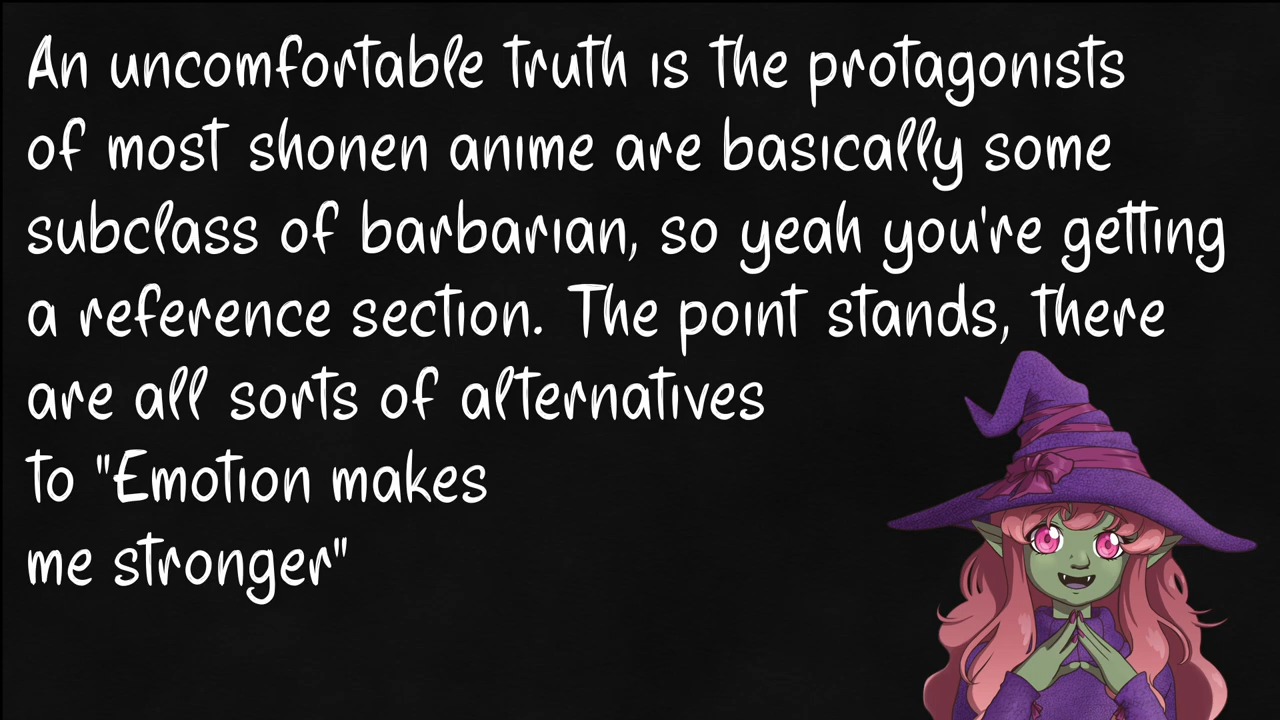 An uncomfortable truth is the protagonists
of most shonen anime are basically some
subclass of barbarian, so yeah you're getting
a reference section. The point stands, there
are all sorts of alternatives
to "Emotion makes
me stronger"